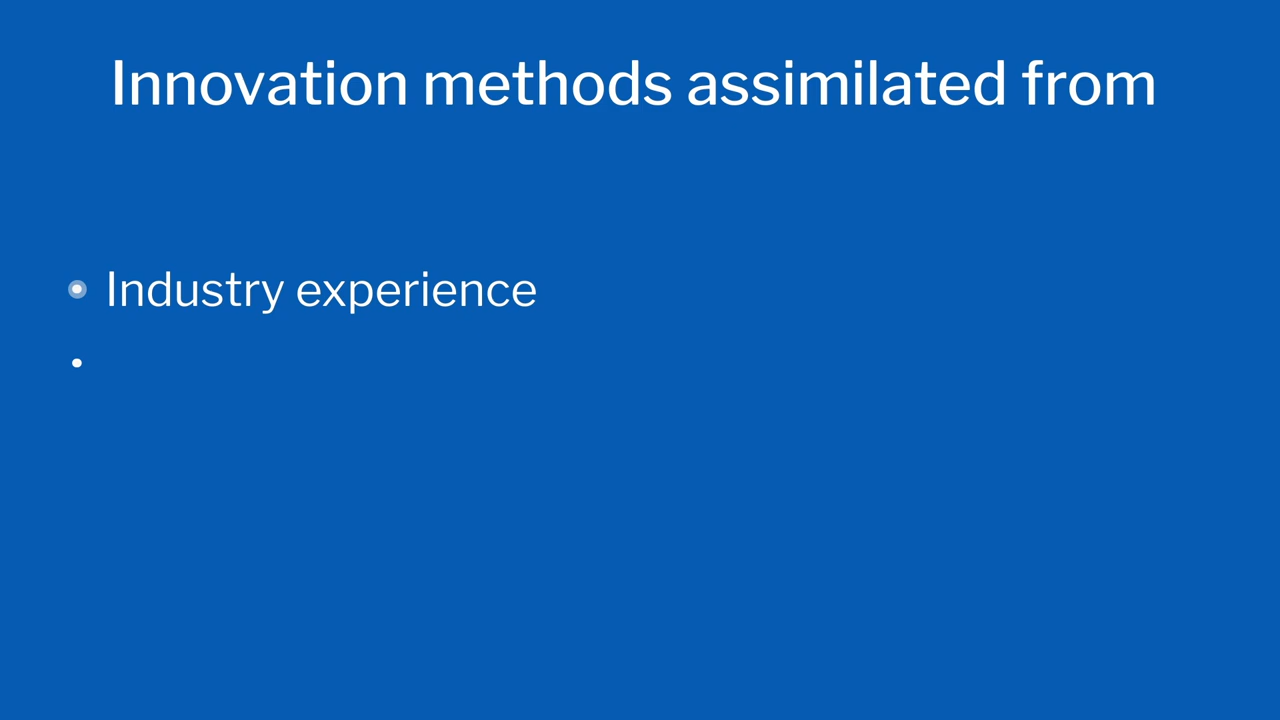 Innovation methods assimilated from
• Industry experience
•